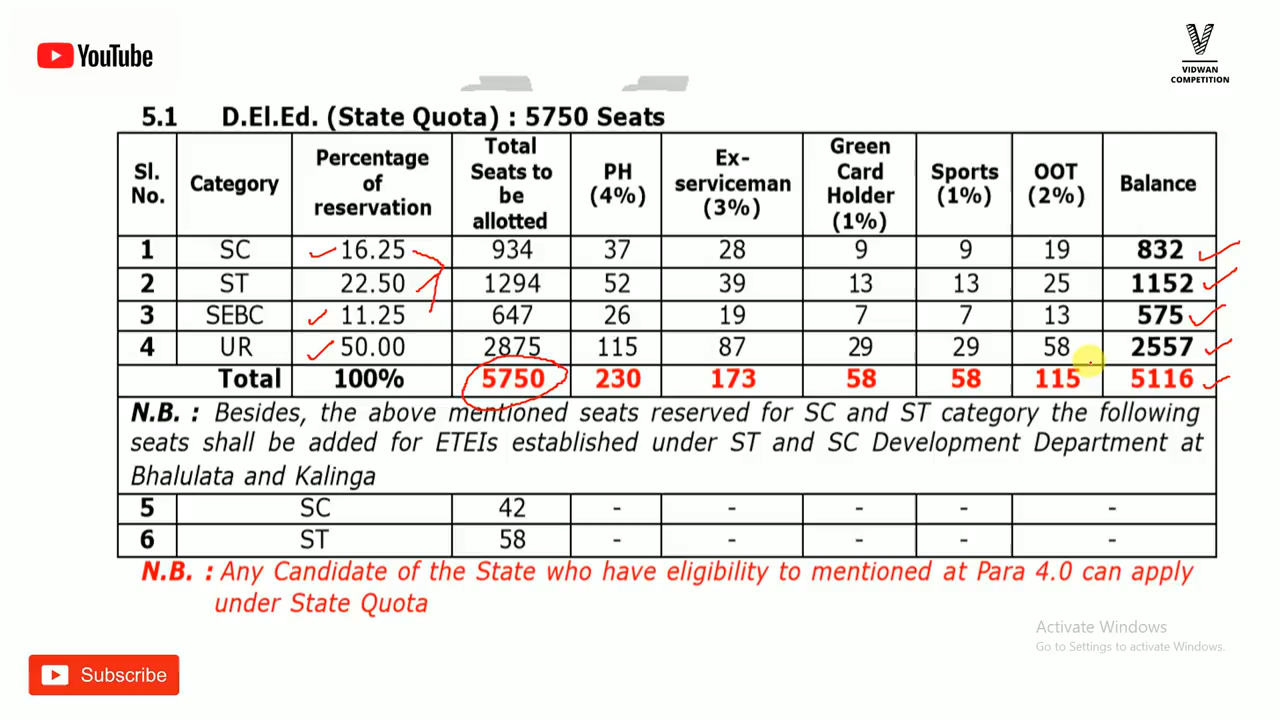 YouTube
V
VIDWAN
COMPETITION
5.1 D.El.Ed. (State Quota) : 5750 Seats
Sl. No. Category Percentage of reservation Total Seats to be allotted PH (4%) Ex-serviceman (3%) Green Card Holder (1%) Sports (1%) OOT (2%) Balance
1 SC 16.25 934 37 28 9 9 19 832
2 ST 22.50 1294 52 39 13 13 25 1152
3 SEBC 11.25 647 26 19 7 7 13 575
4 UR 50.00 2875 115 87 29 29 58 2557
Total 100% 5750 230 173 58 58 115 5116
N.B. : Besides, the above mentioned seats reserved for SC and ST category the following
seats shall be added for ETEIs established under ST and SC Development Department at
Bhalulata and Kalinga
5 SC 42 - - - - -
6 ST 58 - - - - -
N.B. : Any Candidate of the State who have eligibility to mentioned at Para 4.0 can apply
under State Quota
Activate Windows
Go to Settings to activate Windows.
Subscribe